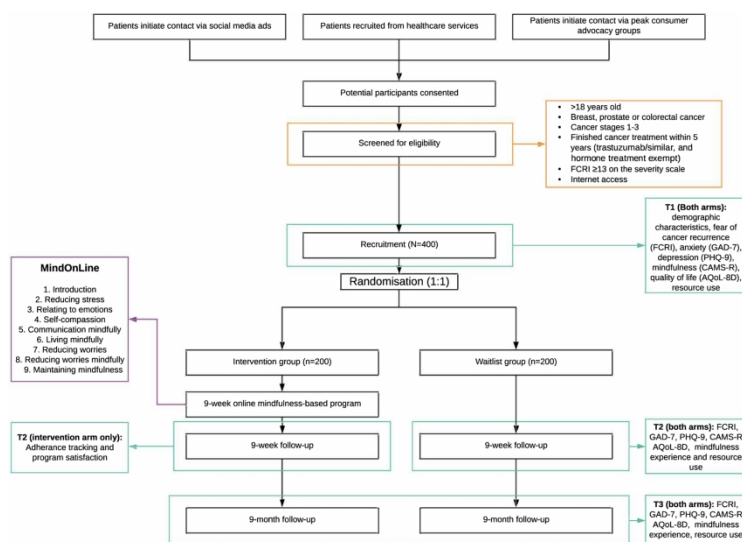 Patients initiate contact via social media ads
Patients recruited from healthcare services
Patients initiate contact via peak consumer
advocacy groups
Potential participants consented
Screened for eligibility
• >18 years old
• Breast, prostate or colorectal cancer
• Cancer stages 1-3
• Finished cancer treatment within 5
years (trastuzumab/similar, and
hormone treatment exempt)
• FCRI ≥13 on the severity scale
• Internet access
Recruitment (N=400)
T1 (Both arms):
demographic
characteristics, fear of
cancer recurrence
(FCRI), anxiety (GAD-7),
depression (PHQ-9),
mindfulness (CAMS-R),
quality of life (AQoL-8D),
resource use
Randomisation (1:1)
MindOnLine
1. Introduction
2. Reducing stress
3. Relating to emotions
4. Self-compassion
5. Communication mindfully
6. Living mindfully
7. Reducing worries
8. Reducing worries mindfully
9. Maintaining mindfulness
Intervention group (n=200)
Waitlist group (n=200)
9-week online mindfulness-based program
T2 (intervention arm only):
Adherance tracking and
program satisfaction
9-week follow-up
9-week follow-up
T2 (both arms): FCRI,
GAD-7, PHQ-9, CAMS-R,
AQoL-8D, mindfulness
experience and resource
use
9-month follow-up
9-month follow-up
T3 (both arms): FCRI,
GAD-7, PHQ-9, CAMS-R,
AQoL-8D, mindfulness
experience, resource use